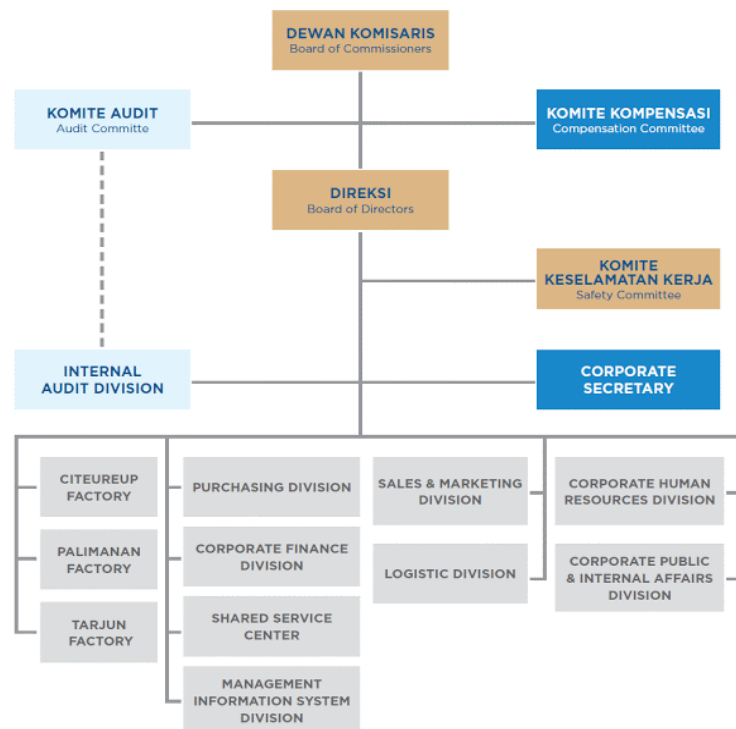 DEWAN KOMISARIS
Board of Commissioners
KOMITE AUDIT
Audit Committe
KOMITE KOMPENSASI
Compensation Committee
DIREKSI
Board of Directors
KOMITE
KESELAMATAN KERJA
Safety Committee
INTERNAL
AUDIT DIVISION
CORPORATE
SECRETARY
CITEUREUP
FACTORY
PALIMANAN
FACTORY
TARJUN
FACTORY
PURCHASING DIVISION
CORPORATE FINANCE
DIVISION
SHARED SERVICE
CENTER
MANAGEMENT
INFORMATION SYSTEM
DIVISION
SALES & MARKETING
DIVISION
LOGISTIC DIVISION
CORPORATE HUMAN
RESOURCES DIVISION
CORPORATE PUBLIC
& INTERNAL AFFAIRS
DIVISION